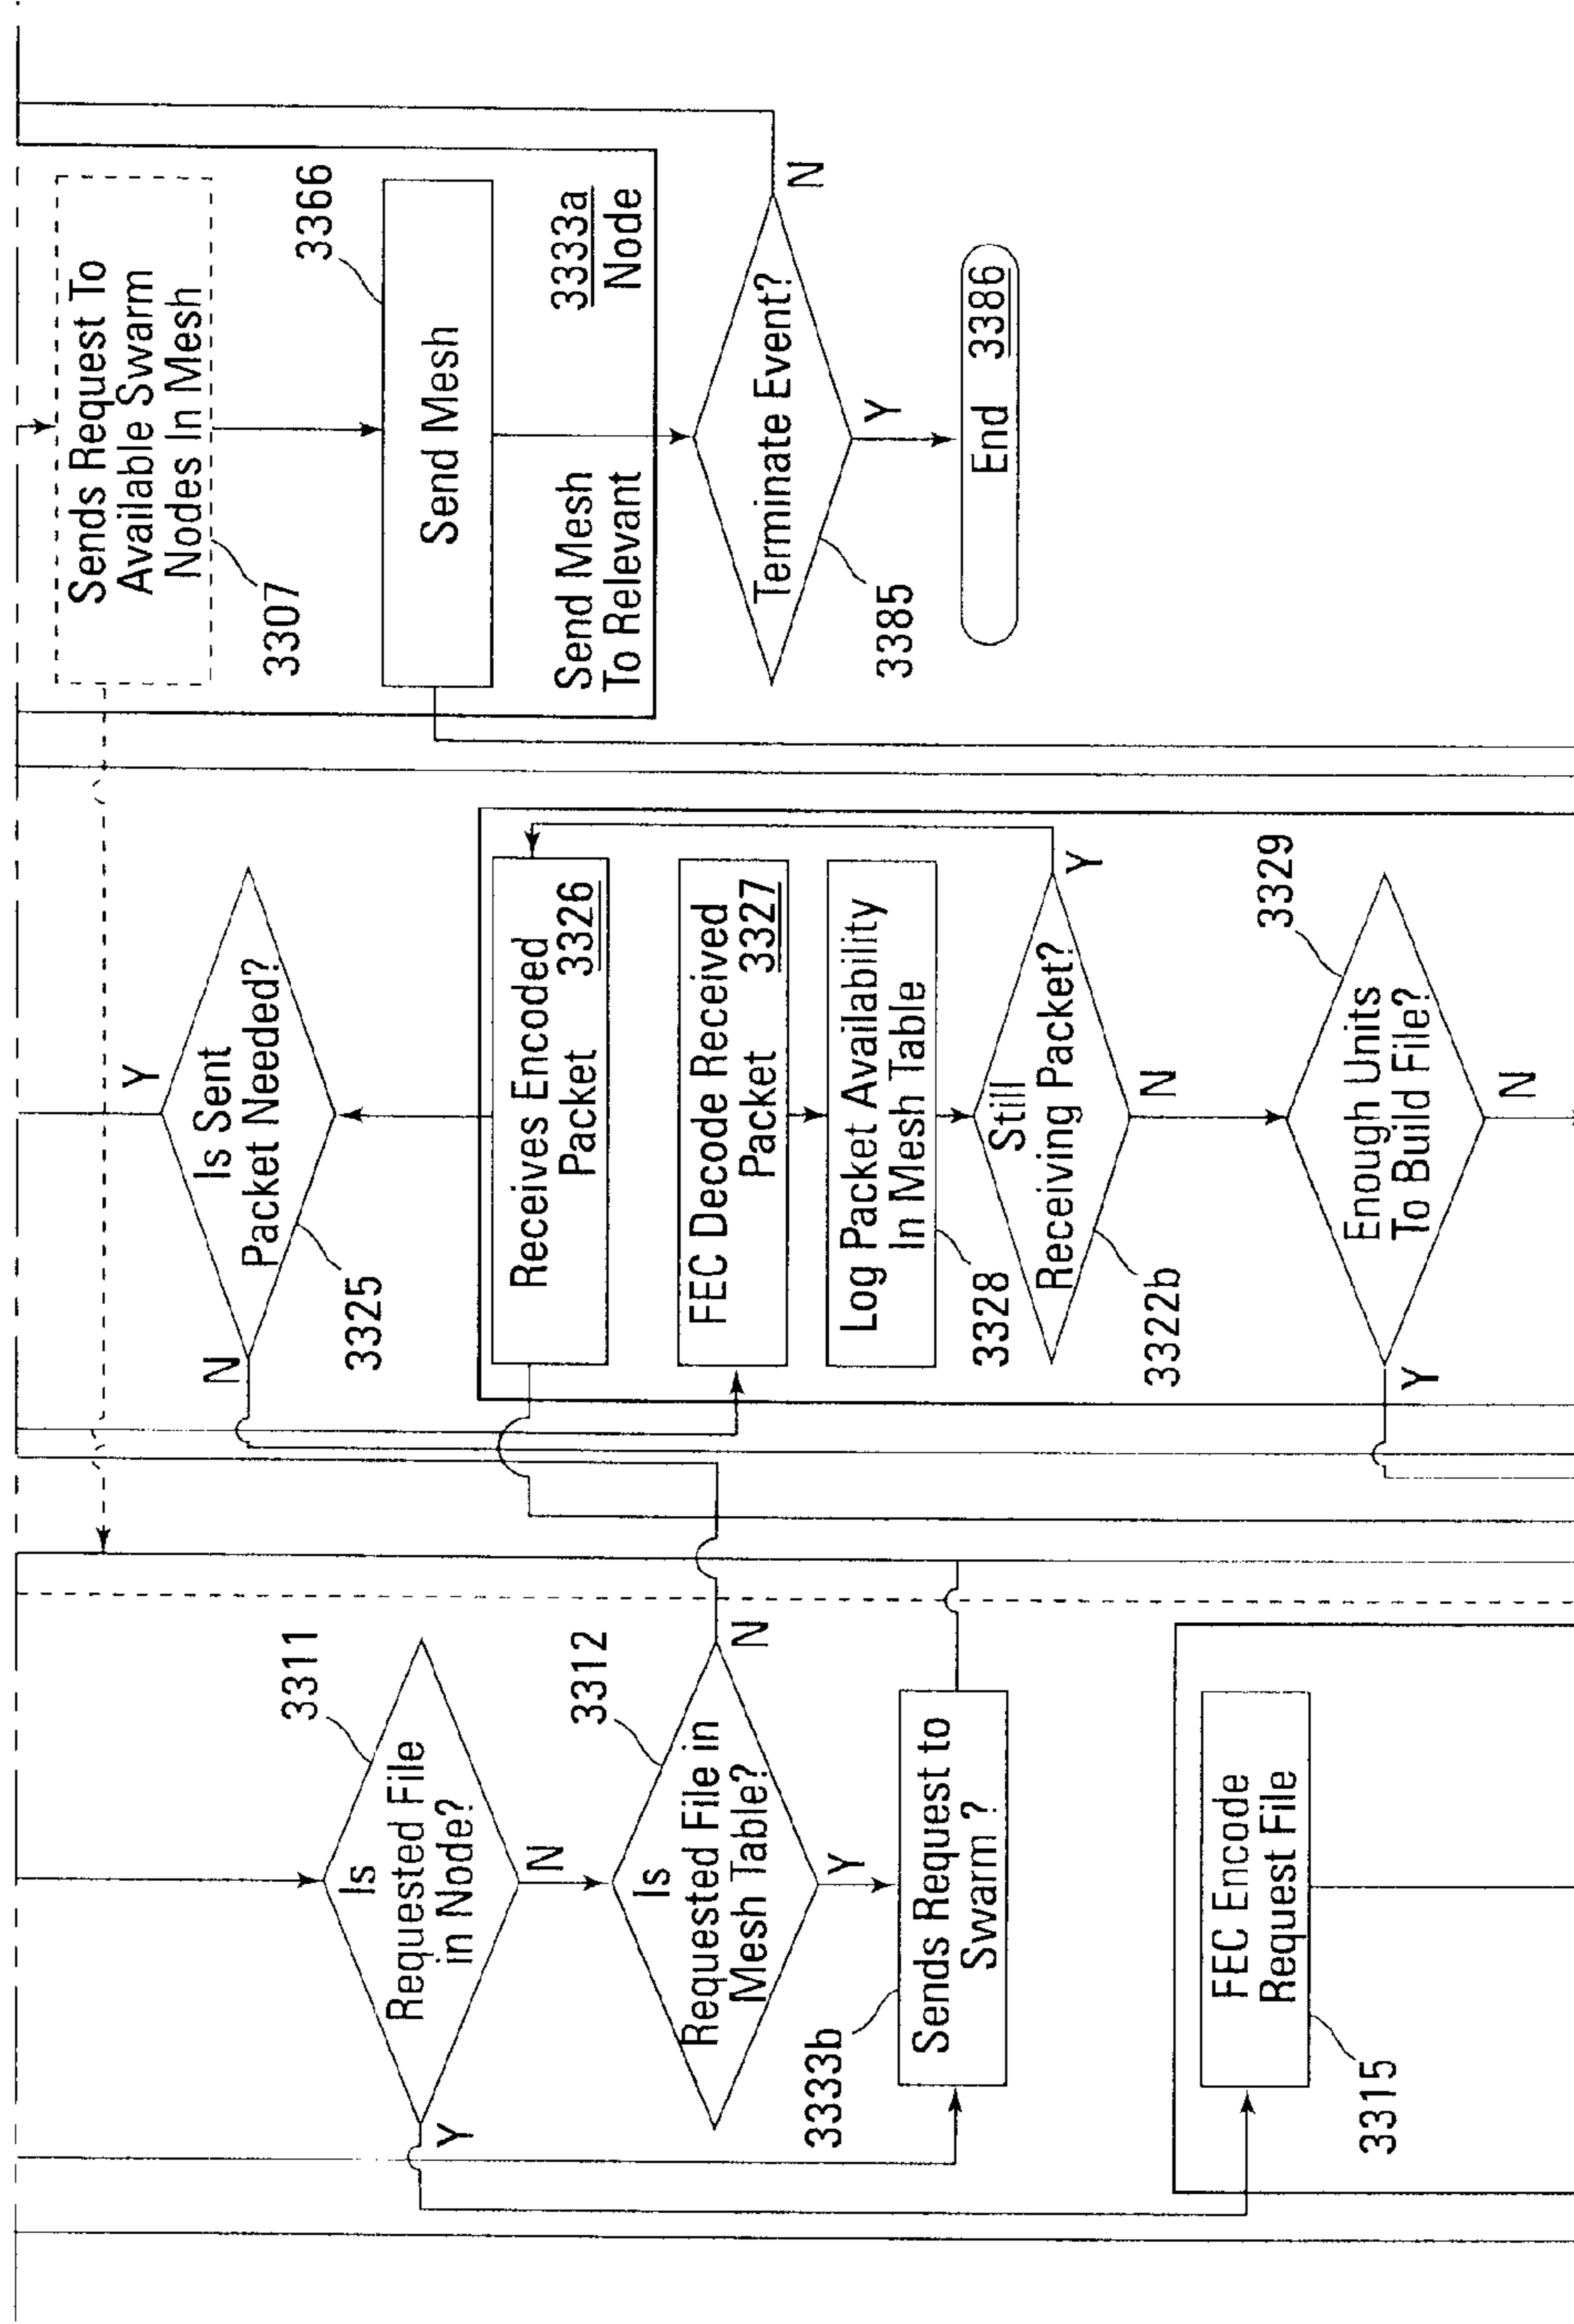 Is
Requested File
in Node?
3311
Y
N
Is
Requested File in
Mesh Table?
3312
N
Y
Sends Request to
Swarm ?
3333b
FEC Encode
Request File
3315
Is Sent
Packet Needed?
3325
N
Y
Receives Encoded
Packet 3326
FEC Decode Received
Packet 3327
Log Packet Availability
In Mesh Table
3328
Still
Receiving Packet?
3322b
Y
N
Enough Units
To Build File?
3329
Y
N
Sends Request To
Available Swarm
Nodes In Mesh
3307
Send Mesh
3366
Send Mesh
To Relevant
3333a
Node
Terminate Event?
3385
N
Y
End 3386